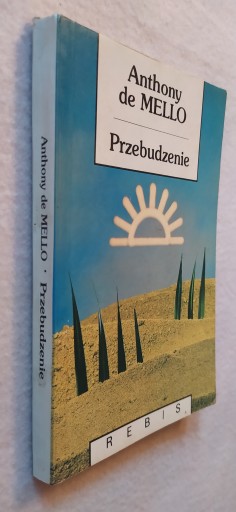 Anthony
de MELLO
Przebudzenie
REBIS
Anthony de MELLO · Przebudzenie